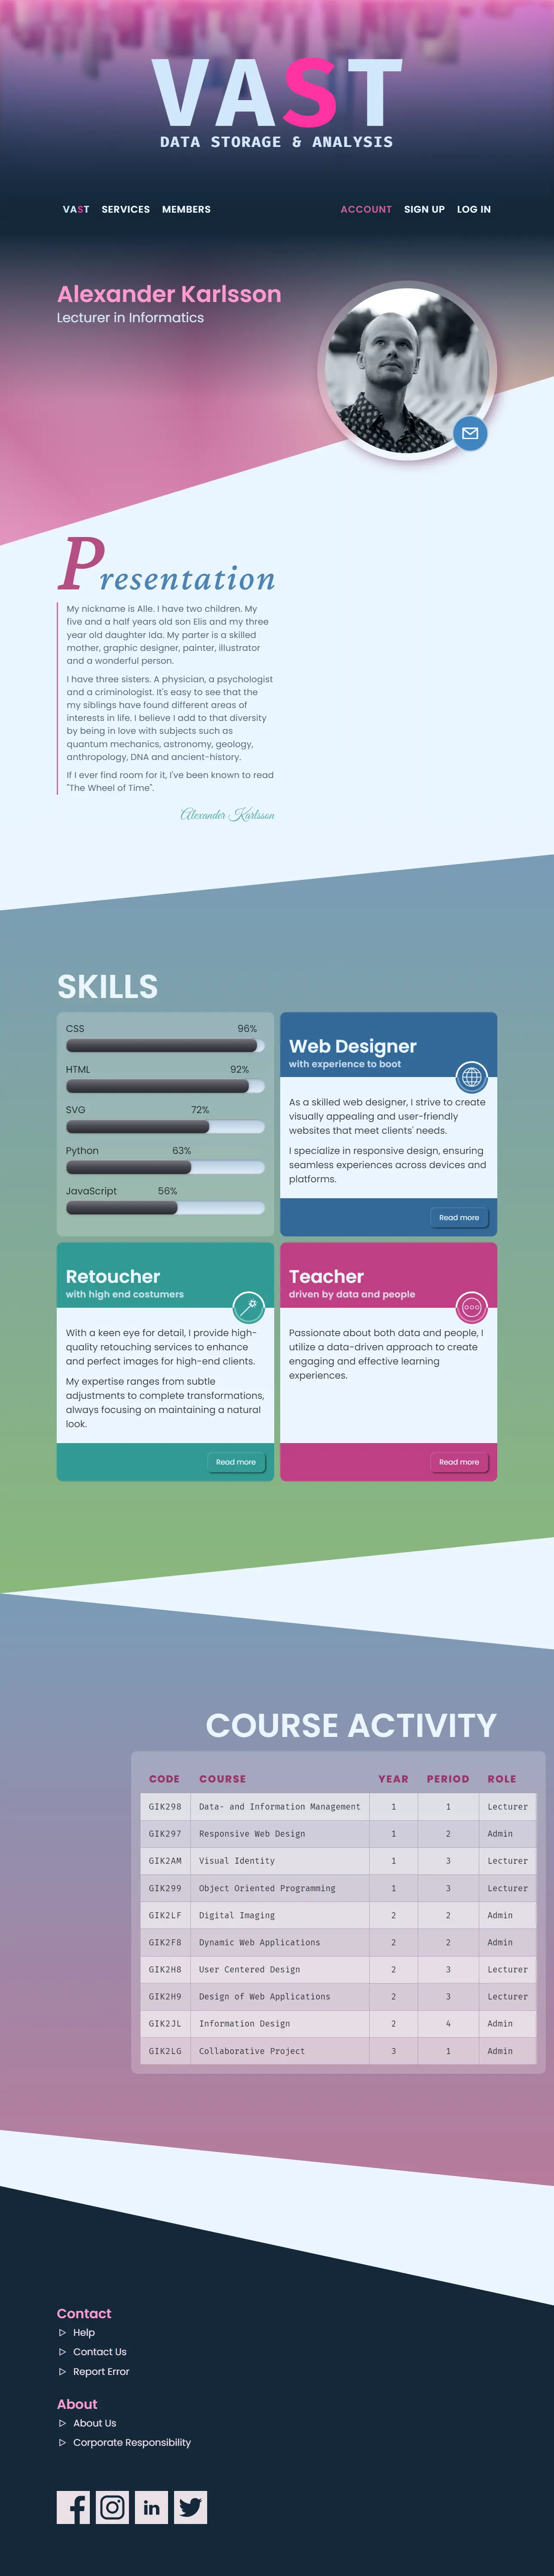 VAST
DATA STORAGE & ANALYSIS
VAST SERVICES MEMBERS ACCOUNT SIGN UP LOG IN
Alexander Karlsson
Lecturer in Informatics
Presentation
My nickname is Alle. I have two children. My
five and a half years old son Elis and my three
year old daughter Ida. My parter is a skilled
mother, graphic designer, painter, illustrator
and a wonderful person.
I have three sisters. A physician, a psychologist
and a criminologist. It's easy to see that the
my siblings have found different areas of
interests in life. I believe I add to that diversity
by being in love with subjects such as
quantum mechanics, astronomy, geology,
anthropology, DNA and ancient-history.
If I ever find room for it, I've been known to read
"The Wheel of Time".
Alexander Karlsson
SKILLS
CSS 96%
HTML 92%
SVG 72%
Python 63%
JavaScript 56%
Web Designer
with experience to boot
As a skilled web designer, I strive to create
visually appealing and user-friendly
websites that meet clients' needs.
I specialize in responsive design, ensuring
seamless experiences across devices and
platforms.
Read more
Retoucher
with high end costumers
With a keen eye for detail, I provide high-
quality retouching services to enhance
and perfect images for high-end clients.
My expertise ranges from subtle
adjustments to complete transformations,
always focusing on maintaining a natural
look.
Read more
Teacher
driven by data and people
Passionate about both data and people, I
utilize a data-driven approach to create
engaging and effective learning
experiences.
Read more
COURSE ACTIVITY
CODE COURSE YEAR PERIOD ROLE
GIK298 Data- and Information Management 1 1 Lecturer
GIK297 Responsive Web Design 1 2 Admin
GIK2AM Visual Identity 1 3 Lecturer
GIK299 Object Oriented Programming 1 3 Lecturer
GIK2LF Digital Imaging 2 2 Admin
GIK2F8 Dynamic Web Applications 2 2 Admin
GIK2H8 User Centered Design 2 3 Lecturer
GIK2H9 Design of Web Applications 2 3 Lecturer
GIK2JL Information Design 2 4 Admin
GIK2LG Collaborative Project 3 1 Admin
Contact
Help
Contact Us
Report Error
About
About Us
Corporate Responsibility